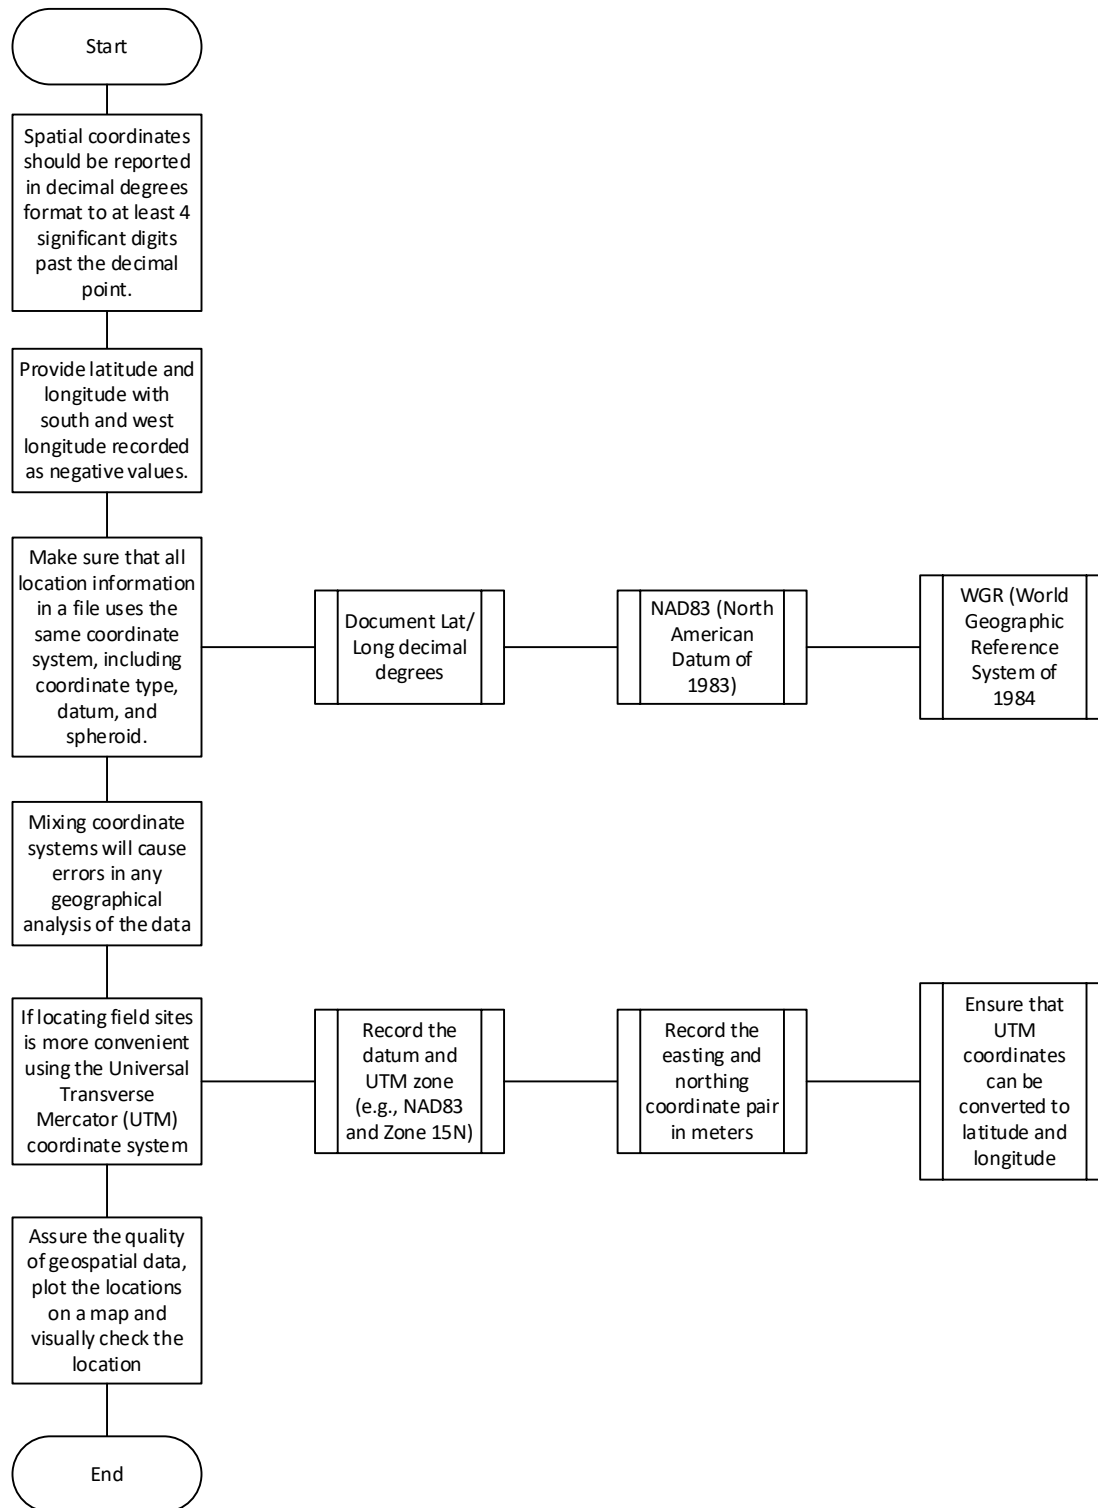 Start
Spatial coordinates
should be reported
in decimal degrees
format to at least 4
significant digits
past the decimal
point.
Provide latitude and
longitude with
south and west
longitude recorded
as negative values.
Make sure that all
location information
in a file uses the
same coordinate
system, including
coordinate type,
datum, and
spheroid.
Document Lat/
Long decimal
degrees
NAD83 (North
American
Datum of
1983)
WGR (World
Geographic
Reference
System of
1984
Mixing coordinate
systems will cause
errors in any
geographical
analysis of the data
If locating field sites
is more convenient
using the Universal
Transverse
Mercator (UTM)
coordinate system
Record the
datum and
UTM zone
(e.g., NAD83
and Zone 15N)
Record the
easting and
northing
coordinate pair
in meters
Ensure that
UTM
coordinates
can be
converted to
latitude and
longitude
Assure the quality
of geospatial data,
plot the locations
on a map and
visually check the
location
End